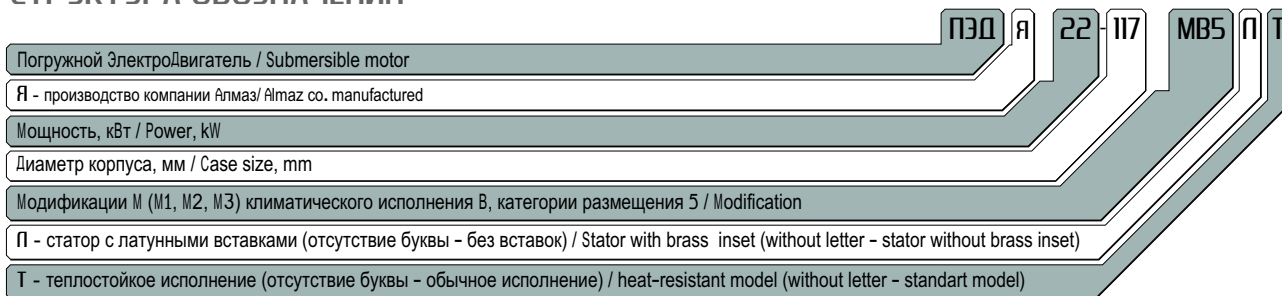 СТРУКТУРА ОБОЗНАЧЕНИЙ
ПЭД Я 22-117 МВ5 Л Т
Погружной ЭлектроДвигатель / Submersible motor
Я - производство компании Алмаз/ Almaz co. manufactured
Мощность, кВт / Power, kW
Диаметр корпуса, мм / Case size, mm
Модификации М (М1, М2, М3) климатического исполнения В, категории размещения 5 / Modification
Л - статор с латунными вставками (отсутствие буквы - без вставок) / Stator with brass inset (without letter - stator without brass inset)
Т - теплостойкое исполнение (отсутствие буквы - обычное исполнение) / heat-resistant model (without letter - standart model)